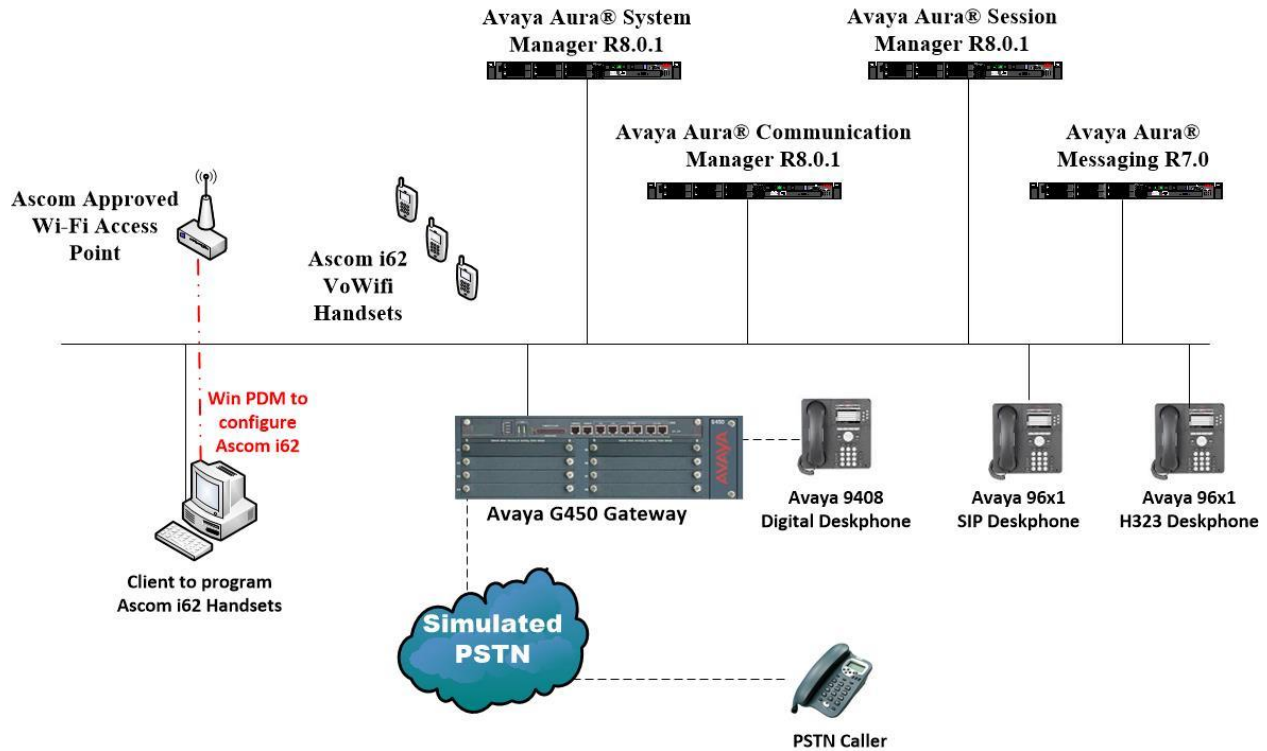 Avaya Aura® System
Manager R8.0.1
Avaya Aura® Session
Manager R8.0.1
Avaya Aura® Communication
Manager R8.0.1
Avaya Aura®
Messaging R7.0
Ascom Approved
Wi-Fi Access
Point
Ascom i62
VoWifi
Handsets
Win PDM to
configure
Ascom i62
Client to program
Ascom i62 Handsets
G450
AVAYA
Avaya G450 Gateway
Avaya 9408
Digital Deskphone
Avaya 96x1
SIP Deskphone
Avaya 96x1
H323 Deskphone
Simulated
PSTN
PSTN Caller